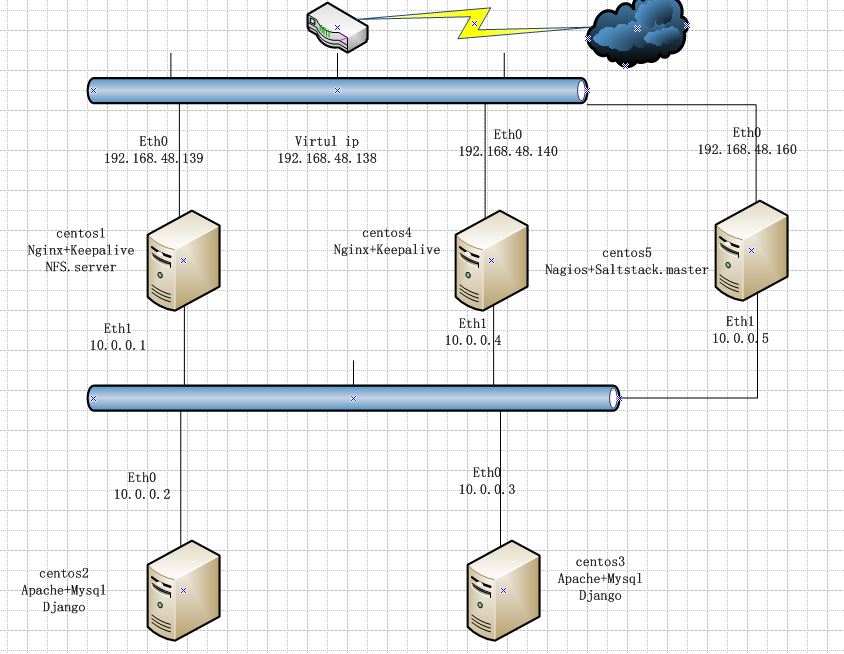 Eth0
192.168.48.139
Virtul ip
192.168.48.138
Eth0
192.168.48.140
Eth0
192.168.48.160
centos1
Nginx+Keepalive
NFS.server
centos4
Nginx+Keepalive
centos5
Nagios+Saltstack.master
Eth1
10.0.0.1
Eth1
10.0.0.4
Eth1
10.0.0.5
Eth0
10.0.0.2
Eth0
10.0.0.3
centos2
Apache+Mysql
Django
centos3
Apache+Mysql
Django